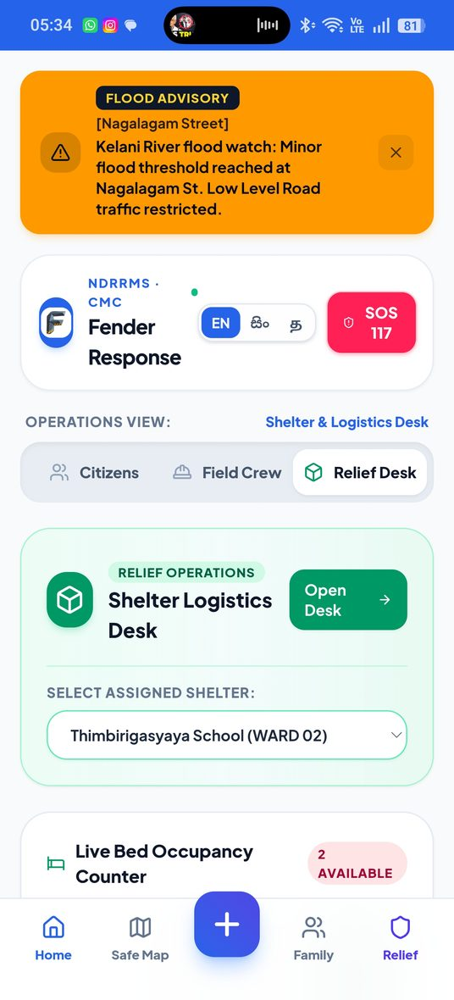 05:34
Vo
LTE
81
FLOOD ADVISORY
[Nagalagam Street]
Kelani River flood watch: Minor
flood threshold reached at
Nagalagam St. Low Level Road
traffic restricted.
NDRRMS ·
CMC
Fender
Response
EN
සිං
த
SOS
117
OPERATIONS VIEW:
Shelter & Logistics Desk
Citizens
Field Crew
Relief Desk
RELIEF OPERATIONS
Shelter Logistics
Desk
Open
Desk
SELECT ASSIGNED SHELTER:
Thimbirigasyaya School (WARD 02)
Live Bed Occupancy
Counter
2
AVAILABLE
Home
Safe Map
Family
Relief